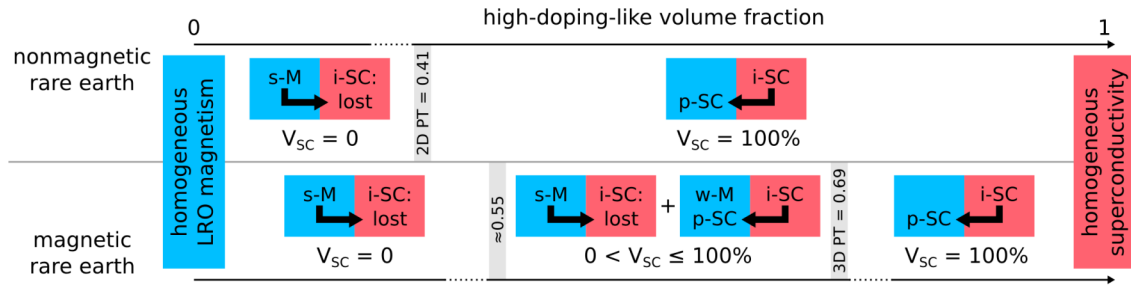 high-doping-like volume fraction
0
1
nonmagnetic
rare earth
homogeneous
LRO magnetism
s-M
i-SC:
lost
V_SC = 0
2D PT = 0.41
i-SC
p-SC
V_SC = 100%
homogeneous
superconductivity
magnetic
rare earth
s-M
i-SC:
lost
V_SC = 0
≈0.55
s-M
i-SC:
lost
+
w-M
i-SC
p-SC
0 < V_SC ≤ 100%
3D PT = 0.69
i-SC
p-SC
V_SC = 100%